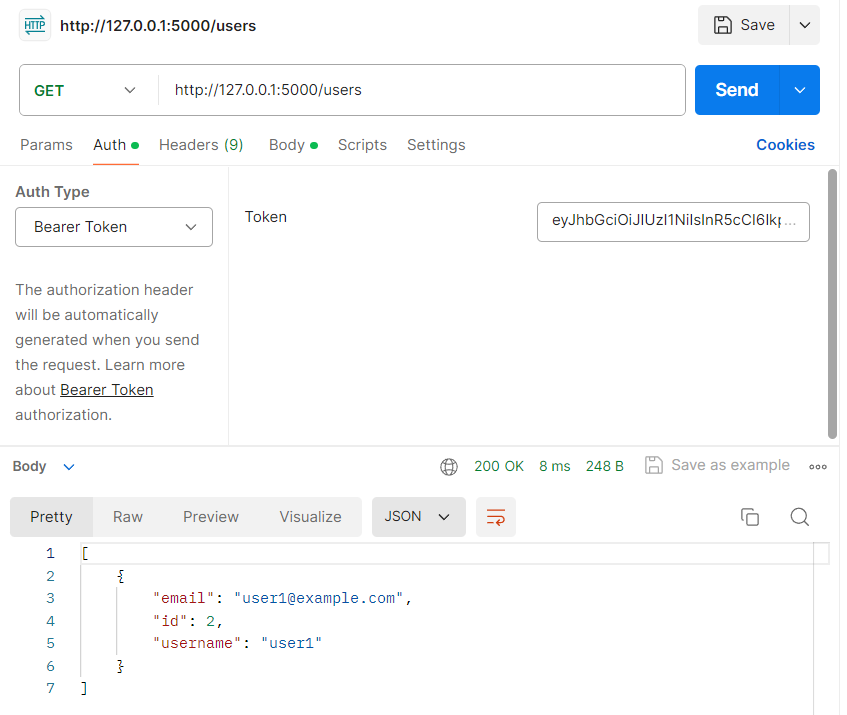 HTTP http://127.0.0.1:5000/users Save
GET http://127.0.0.1:5000/users Send
Params Auth Headers (9) Body Scripts Settings Cookies
Auth Type
Bearer Token
Token
eyJhbGciOiJIUzI1NiIsInR5cCI6Ikp...
The authorization header
will be automatically
generated when you send
the request. Learn more
about Bearer Token
authorization.
Body 200 OK 8 ms 248 B Save as example
Pretty Raw Preview Visualize JSON
1 [
2 {
3 "email": "user1@example.com",
4 "id": 2,
5 "username": "user1"
6 }
7 ]